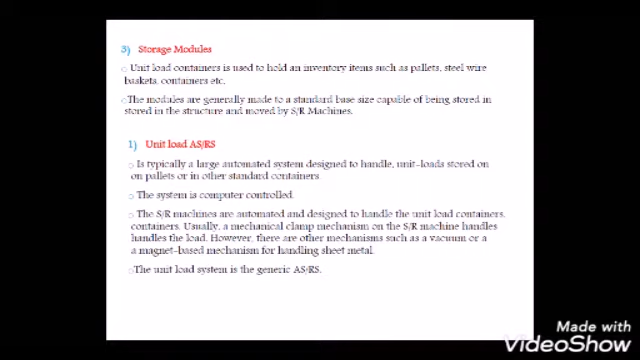 3) Storage Modules
Unit load containers is used to hold an inventory items such as pallets, steel wire
baskets, containers etc.
The modules are generally made to a standard base size capable of being stored in
stored in the structure and moved by S/R Machines.
1) Unit load AS/RS
Is typically a large automated system designed to handle, unit-loads stored on
on pallets or in other standard containers
The system is computer controlled.
The S/R machines are automated and designed to handle the unit load containers.
containers. Usually, a mechanical clamp mechanism on the S/R machine handles
handles the load. However, there are other mechanisms such as a vacuum or a
a magnet-based mechanism for handling sheet metal.
The unit load system is the generic AS/RS.
Made with
VideoShow